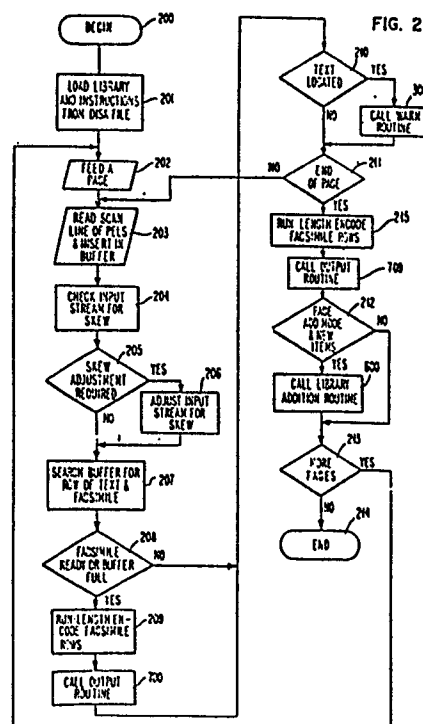 FIG. 2
BEGIN
200
LOAD LIBRARY
AND INSTRUCTIONS
FROM DISK FILE
201
FEED A
PAGE
202
READ SCAN
LINE OF PELS
& INSERT IN
BUFFER
203
CHECK INPUT
STREAM FOR
SKEW
204
SKEW
ADJUSTMENT
REQUIRED
205
YES
NO
ADJUST INPUT
STREAM FOR
SKEW
206
SEARCH BUFFER FOR
ROW OF TEXT &
FACSIMILE
207
FACSIMILE
READY OR BUFFER
FULL
208
NO
YES
RUN-LENGTH EN-
CODE FACSIMILE
ROWS
209
CALL OUTPUT
ROUTINE
700
TEXT
LOCATED
210
YES
NO
CALL
ROUTINE
END
OF PAGE
211
NO
YES
RUN-LENGTH ENCODE
FACSIMILE ROWS
215
CALL OUTPUT
ROUTINE
700
ADD MODE
& NEW
ITEMS
212
NO
YES
CALL LIBRARY
ADDITION ROUTINE
600
MORE
PAGES
213
YES
NO
END
214